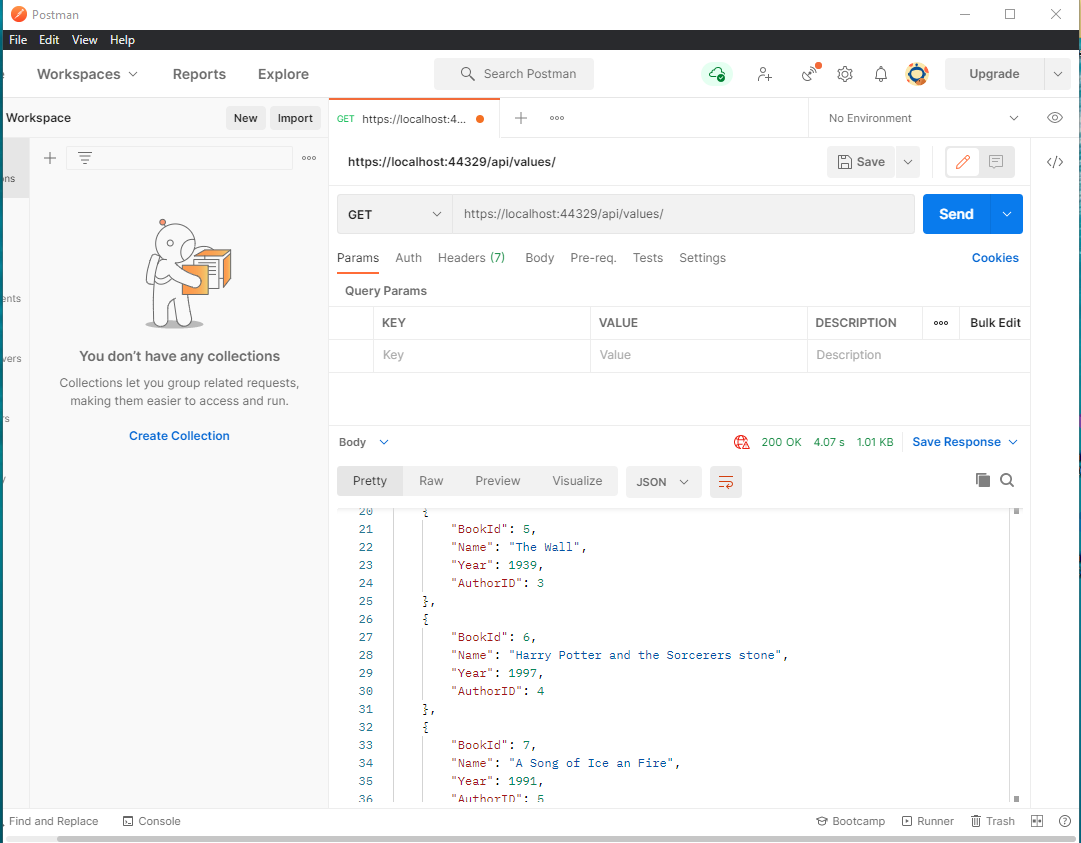 Postman
File Edit View Help
Workspaces Reports Explore Search Postman Upgrade
Workspace New Import
GET https://localhost:4... No Environment
https://localhost:44329/api/values/ Save
GET https://localhost:44329/api/values/ Send
Params Auth Headers (7) Body Pre-req. Tests Settings Cookies
Query Params
KEY VALUE DESCRIPTION Bulk Edit
Key Value Description
ons
ents
vers
rs
y
You don't have any collections
Collections let you group related requests,
making them easier to access and run.
Create Collection
Body 200 OK 4.07 s 1.01 KB Save Response
Pretty Raw Preview Visualize JSON
20 {
21 "BookId": 5,
22 "Name": "The Wall",
23 "Year": 1939,
24 "AuthorID": 3
25 },
26 {
27 "BookId": 6,
28 "Name": "Harry Potter and the Sorcerers stone",
29 "Year": 1997,
30 "AuthorID": 4
31 },
32 {
33 "BookId": 7,
34 "Name": "A Song of Ice an Fire",
35 "Year": 1991,
36 "AuthorID": 5
Find and Replace Console Bootcamp Runner Trash